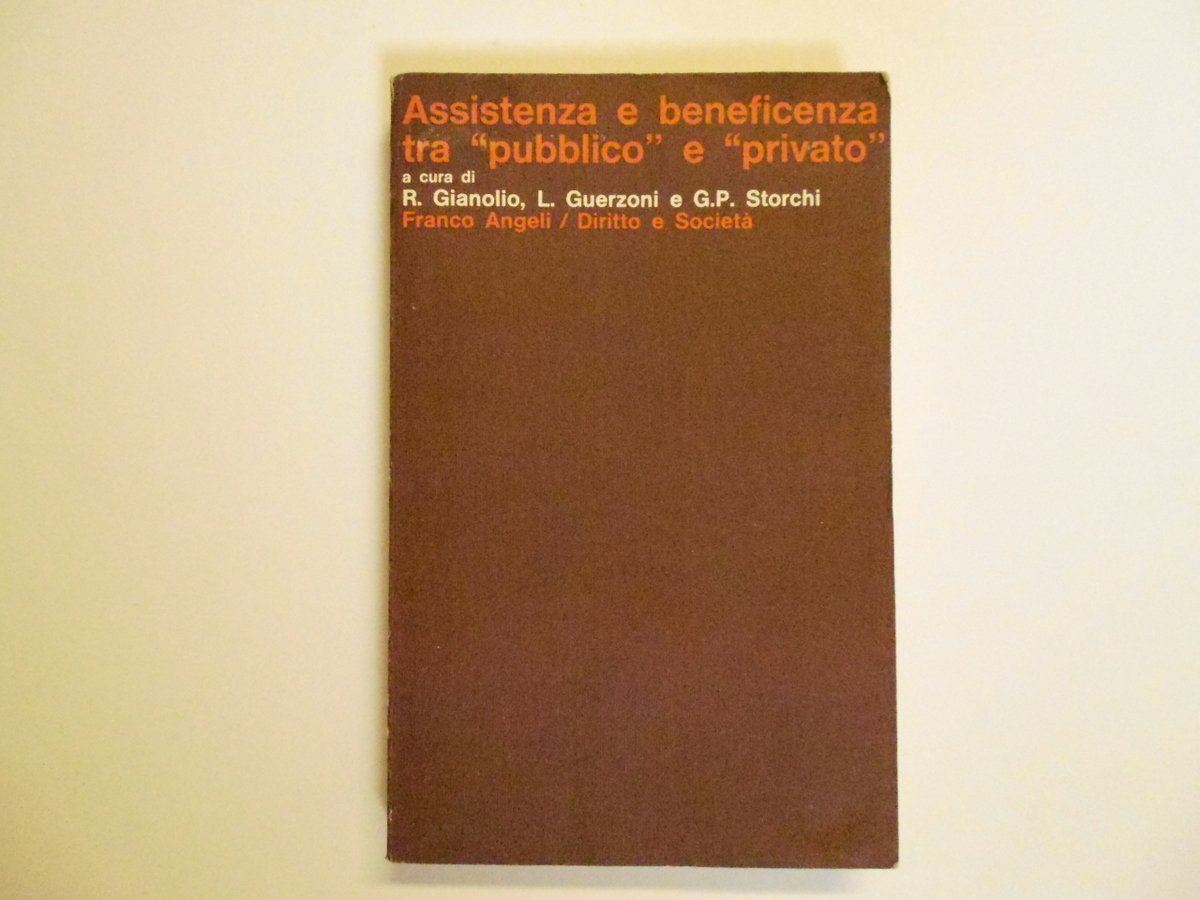 Assistenza e beneficenza
tra “pubblico” e “privato”
a cura di
R. Gianolio, L. Guerzoni e G.P. Storchi
Franco Angeli / Diritto e Società